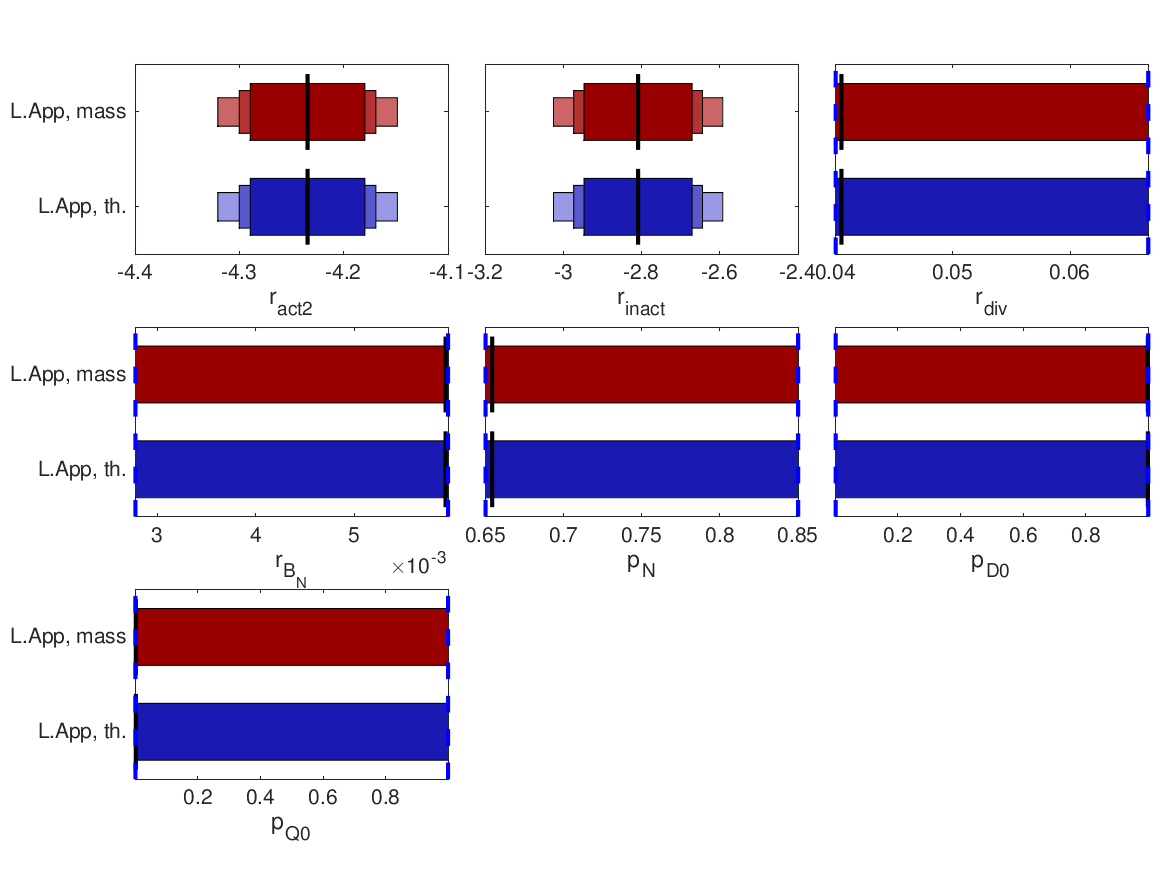 L.App, mass
L.App, th.
-4.4 -4.3 -4.2 -4.1
r_act2
-3.2 -3 -2.8 -2.6 -2.4
r_inact
0.04 0.05 0.06
r_div
L.App, mass
L.App, th.
3 4 5
×10^-3
r_B_N
0.65 0.7 0.75 0.8 0.85
p_N
0.2 0.4 0.6 0.8
p_D0
L.App, mass
L.App, th.
0.2 0.4 0.6 0.8
p_Q0